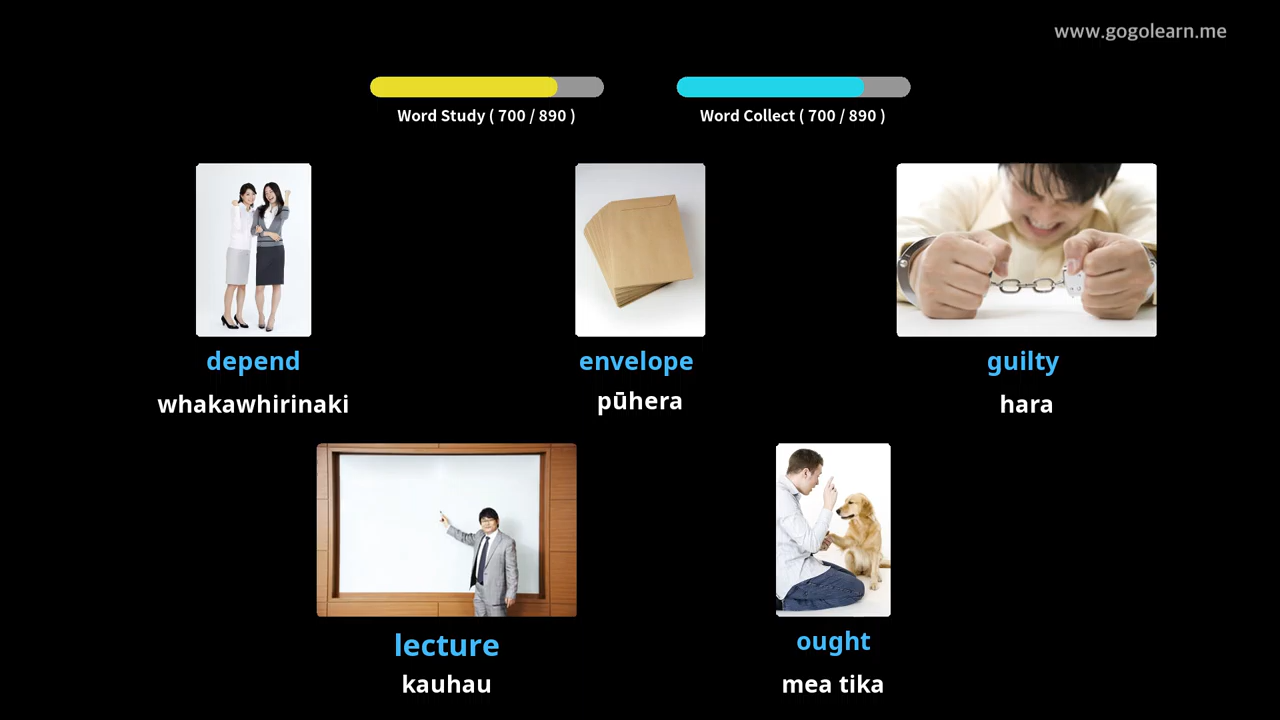 www.gogolearn.me
Word Study ( 700 / 890 )
Word Collect ( 700 / 890 )
depend
whakawhirinaki
envelope
pūhera
guilty
hara
lecture
kauhau
ought
mea tika